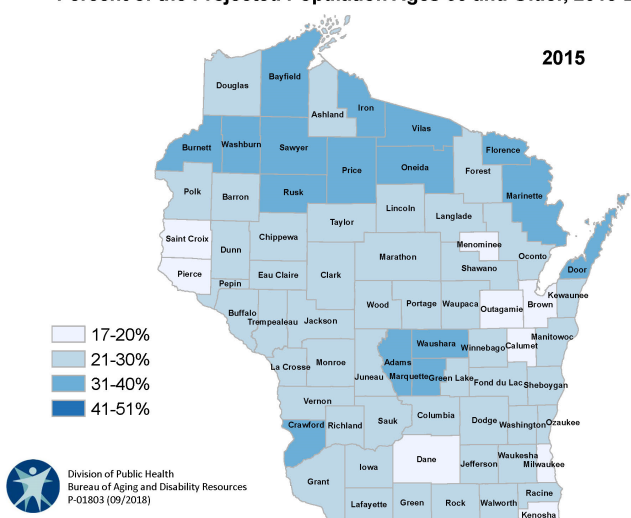 2015
Bayfield
Douglas
Ashland
Iron
Vilas
Burnett
Washburn
Sawyer
Florence
Price
Oneida
Forest
Polk
Barron
Rusk
Marinette
Lincoln
Langlade
Taylor
Saint Croix
Chippewa
Menominee
Dunn
Marathon
Oconto
Pierce
Eau Claire
Clark
Shawano
Door
Pepin
Kewaunee
Buffalo
Trempealeau
Jackson
Wood
Portage
Waupaca
Outagamie
Brown
Manitowoc
Waushara
Winnebago
Calumet
Adams
La Crosse
Monroe
Juneau
Marquette
Green Lake
Fond du Lac
Sheboygan
Vernon
Crawford
Richland
Sauk
Columbia
Dodge
Washington
Ozaukee
Dane
Waukesha
Milwaukee
Iowa
Jefferson
Grant
Racine
Lafayette
Green
Rock
Walworth
Kenosha
17-20%
21-30%
31-40%
41-51%
Division of Public Health
Bureau of Aging and Disability Resources
P-01803 (09/2018)